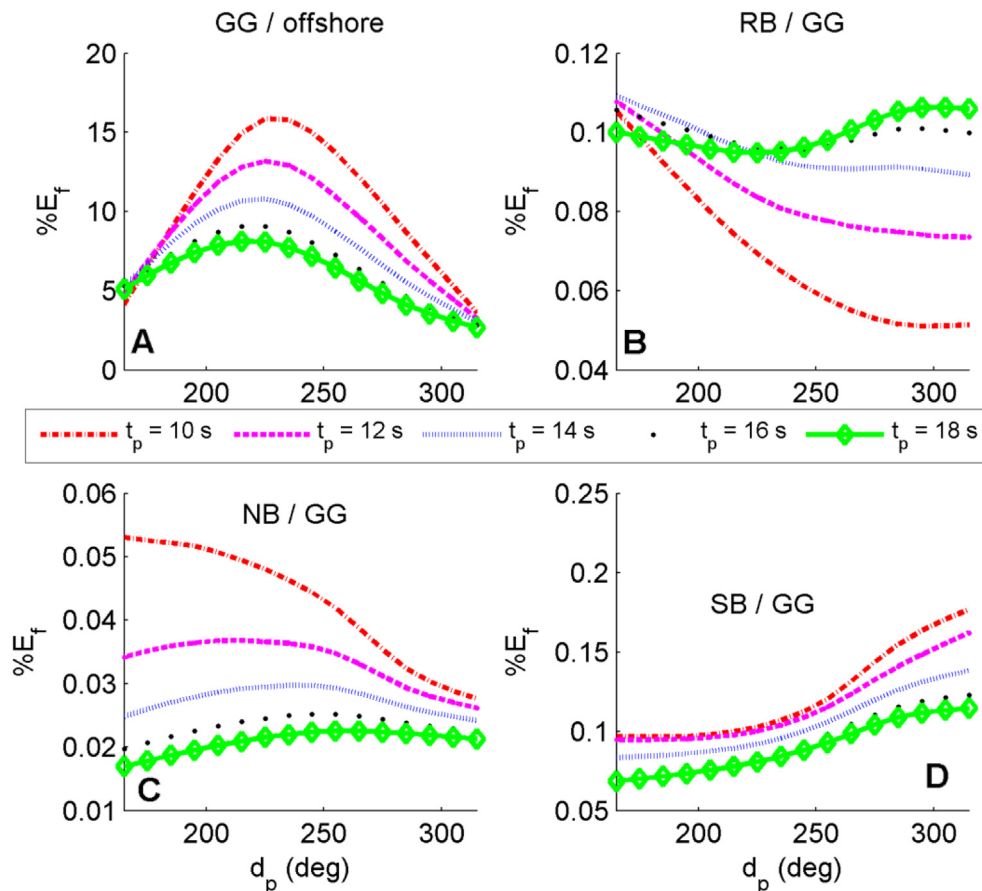 GG / offshore
RB / GG
20
15
10
5
0
%E_f
A
200 250 300
0.12
0.1
0.08
0.06
0.04
%E_f
B
200 250 300
t_p = 10 s t_p = 12 s t_p = 14 s t_p = 16 s t_p = 18 s
0.06
0.05
0.04
0.03
0.02
0.01
%E_f
NB / GG
C
200 250 300
d_p (deg)
0.25
0.2
0.15
0.1
0.05
%E_f
SB / GG
D
200 250 300
d_p (deg)